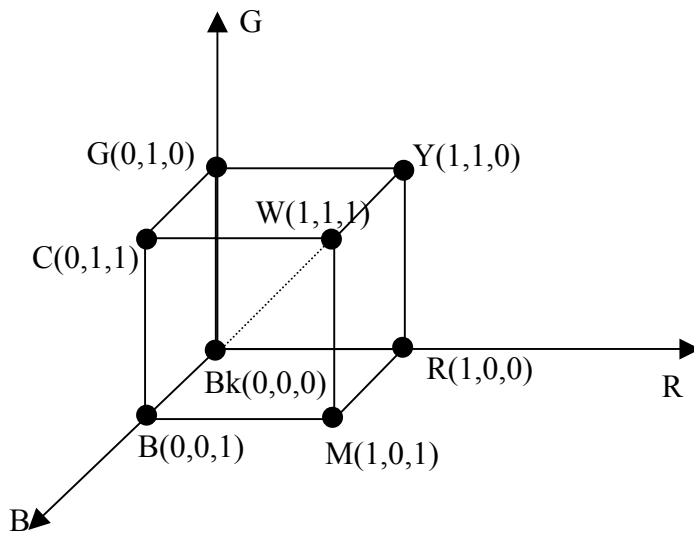 G
G(0,1,0)
Y(1,1,0)
W(1,1,1)
C(0,1,1)
Bk(0,0,0)
R(1,0,0)
R
B(0,0,1)
M(1,0,1)
B